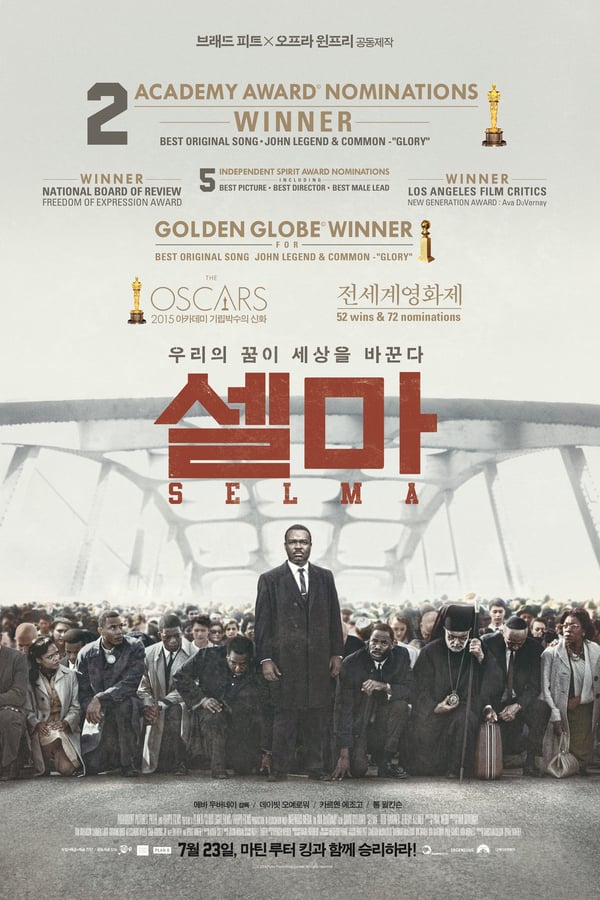 브래드 피트×오프라 윈프리 공동제작
2 ACADEMY AWARD® NOMINATIONS
WINNER
BEST ORIGINAL SONG · JOHN LEGEND & COMMON -"GLORY"
WINNER
NATIONAL BOARD OF REVIEW
FREEDOM OF EXPRESSION AWARD
5 INDEPENDENT SPIRIT AWARD NOMINATIONS
INCLUDING
BEST PICTURE · BEST DIRECTOR · BEST MALE LEAD
WINNER
LOS ANGELES FILM CRITICS
NEW GENERATION AWARD : Ava DuVernay
GOLDEN GLOBE® WINNER
FOR
BEST ORIGINAL SONG JOHN LEGEND & COMMON -"GLORY"
THE
OSCARS
2015 아카데미 기립박수의 신화
전세계영화제
52 wins & 72 nominations
우리의 꿈이 세상을 바꾼다
셀마
SELMA
에바 두버네이 감독 / 데이빗 오예로워 / 카르멘 에조고 / 톰 윌킨슨
PLAN B
7월 23일, 마틴 루터 킹과 함께 승리하라!